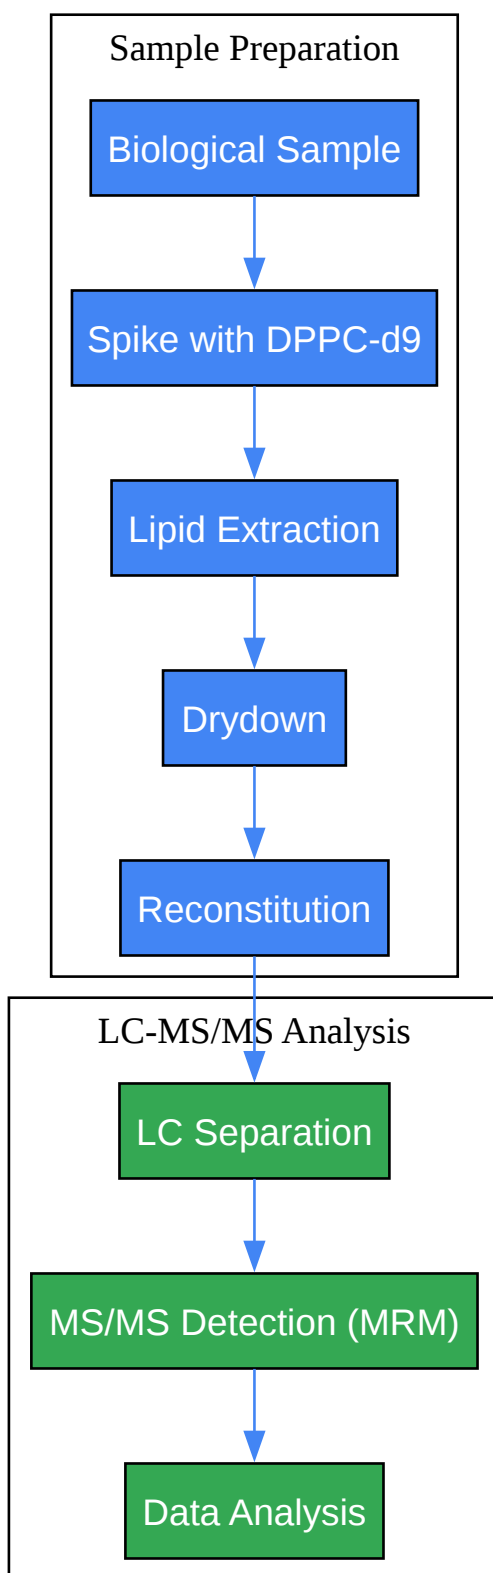 Sample Preparation
Biological Sample
Spike with DPPC-d9
Lipid Extraction
Drydown
Reconstitution
LC-MS/MS Analysis
LC Separation
MS/MS Detection (MRM)
Data Analysis